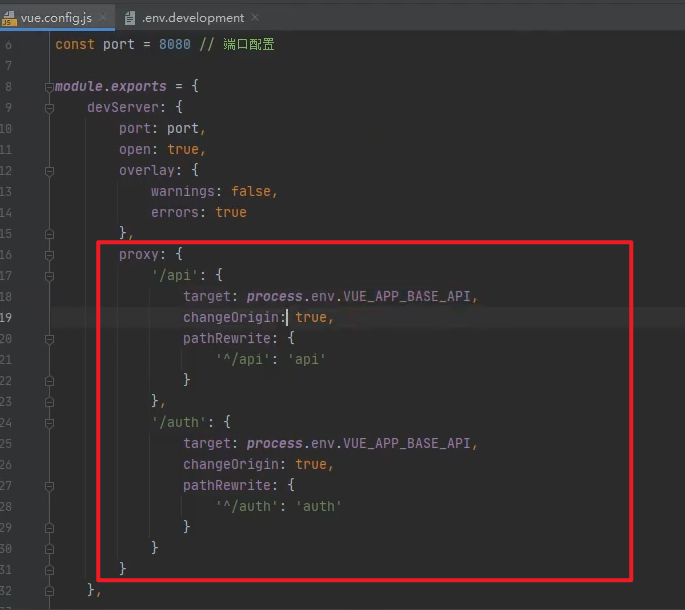 vue.config.js
.env.development
6 const port = 8080 // 端口配置
7
8 module.exports = {
9 devServer: {
10 port: port,
11 open: true,
12 overlay: {
13 warnings: false,
14 errors: true
15 },
16 proxy: {
17 '/api': {
18 target: process.env.VUE_APP_BASE_API,
19 changeOrigin: true,
20 pathRewrite: {
21 '^/api': 'api'
22 }
23 },
24 '/auth': {
25 target: process.env.VUE_APP_BASE_API,
26 changeOrigin: true,
27 pathRewrite: {
28 '^/auth': 'auth'
29 }
30 }
31 }
32 },